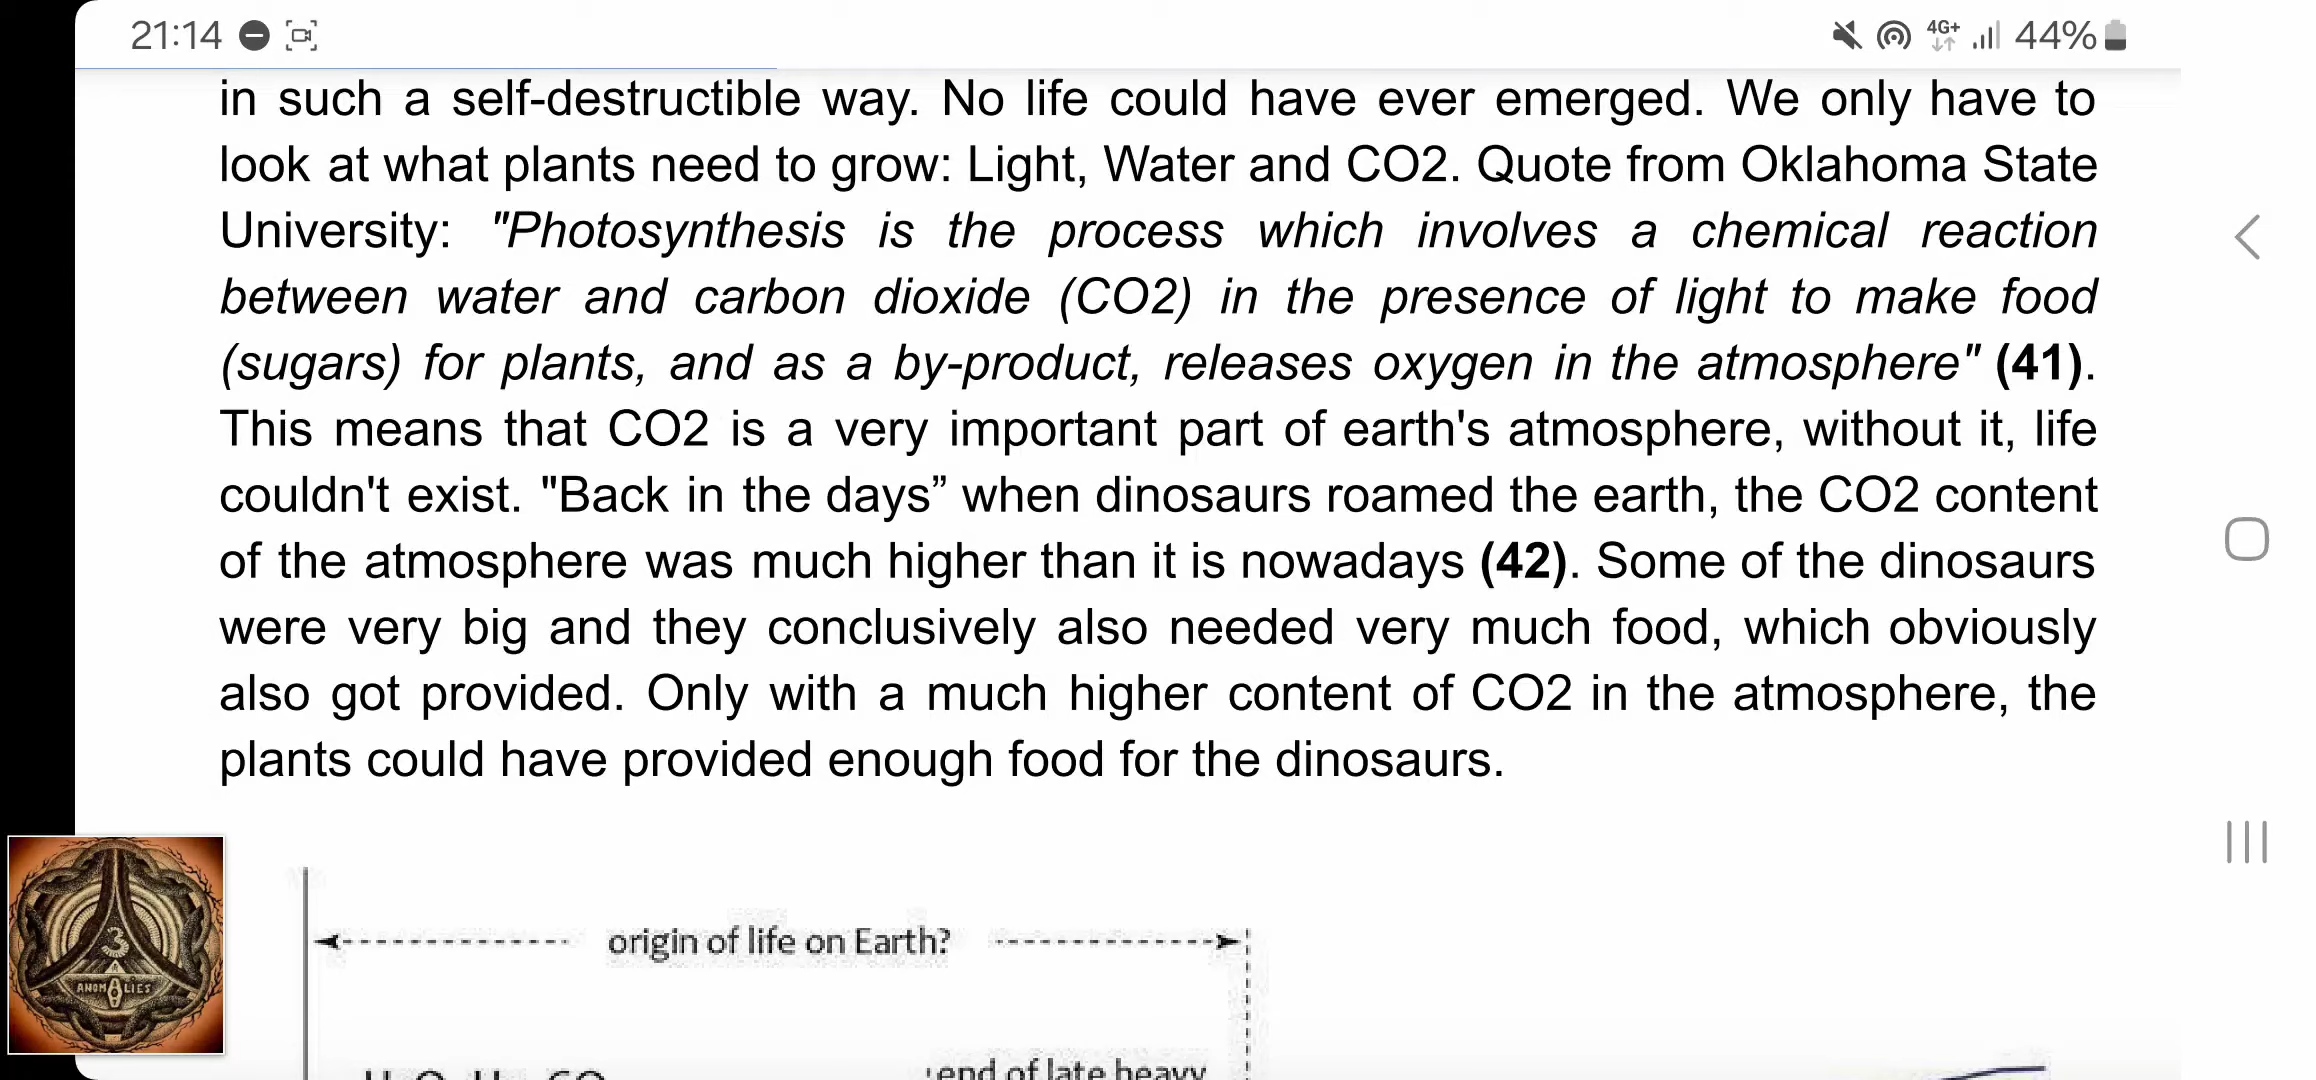 21:14 4G+ 44%
in such a self-destructible way. No life could have ever emerged. We only have to
look at what plants need to grow: Light, Water and CO2. Quote from Oklahoma State
University: "Photosynthesis is the process which involves a chemical reaction
between water and carbon dioxide (CO2) in the presence of light to make food
(sugars) for plants, and as a by-product, releases oxygen in the atmosphere" (41).
This means that CO2 is a very important part of earth's atmosphere, without it, life
couldn't exist. "Back in the days” when dinosaurs roamed the earth, the CO2 content
of the atmosphere was much higher than it is nowadays (42). Some of the dinosaurs
were very big and they conclusively also needed very much food, which obviously
also got provided. Only with a much higher content of CO2 in the atmosphere, the
plants could have provided enough food for the dinosaurs.
origin of life on Earth?
3
ANOMALIES
end of late heavy